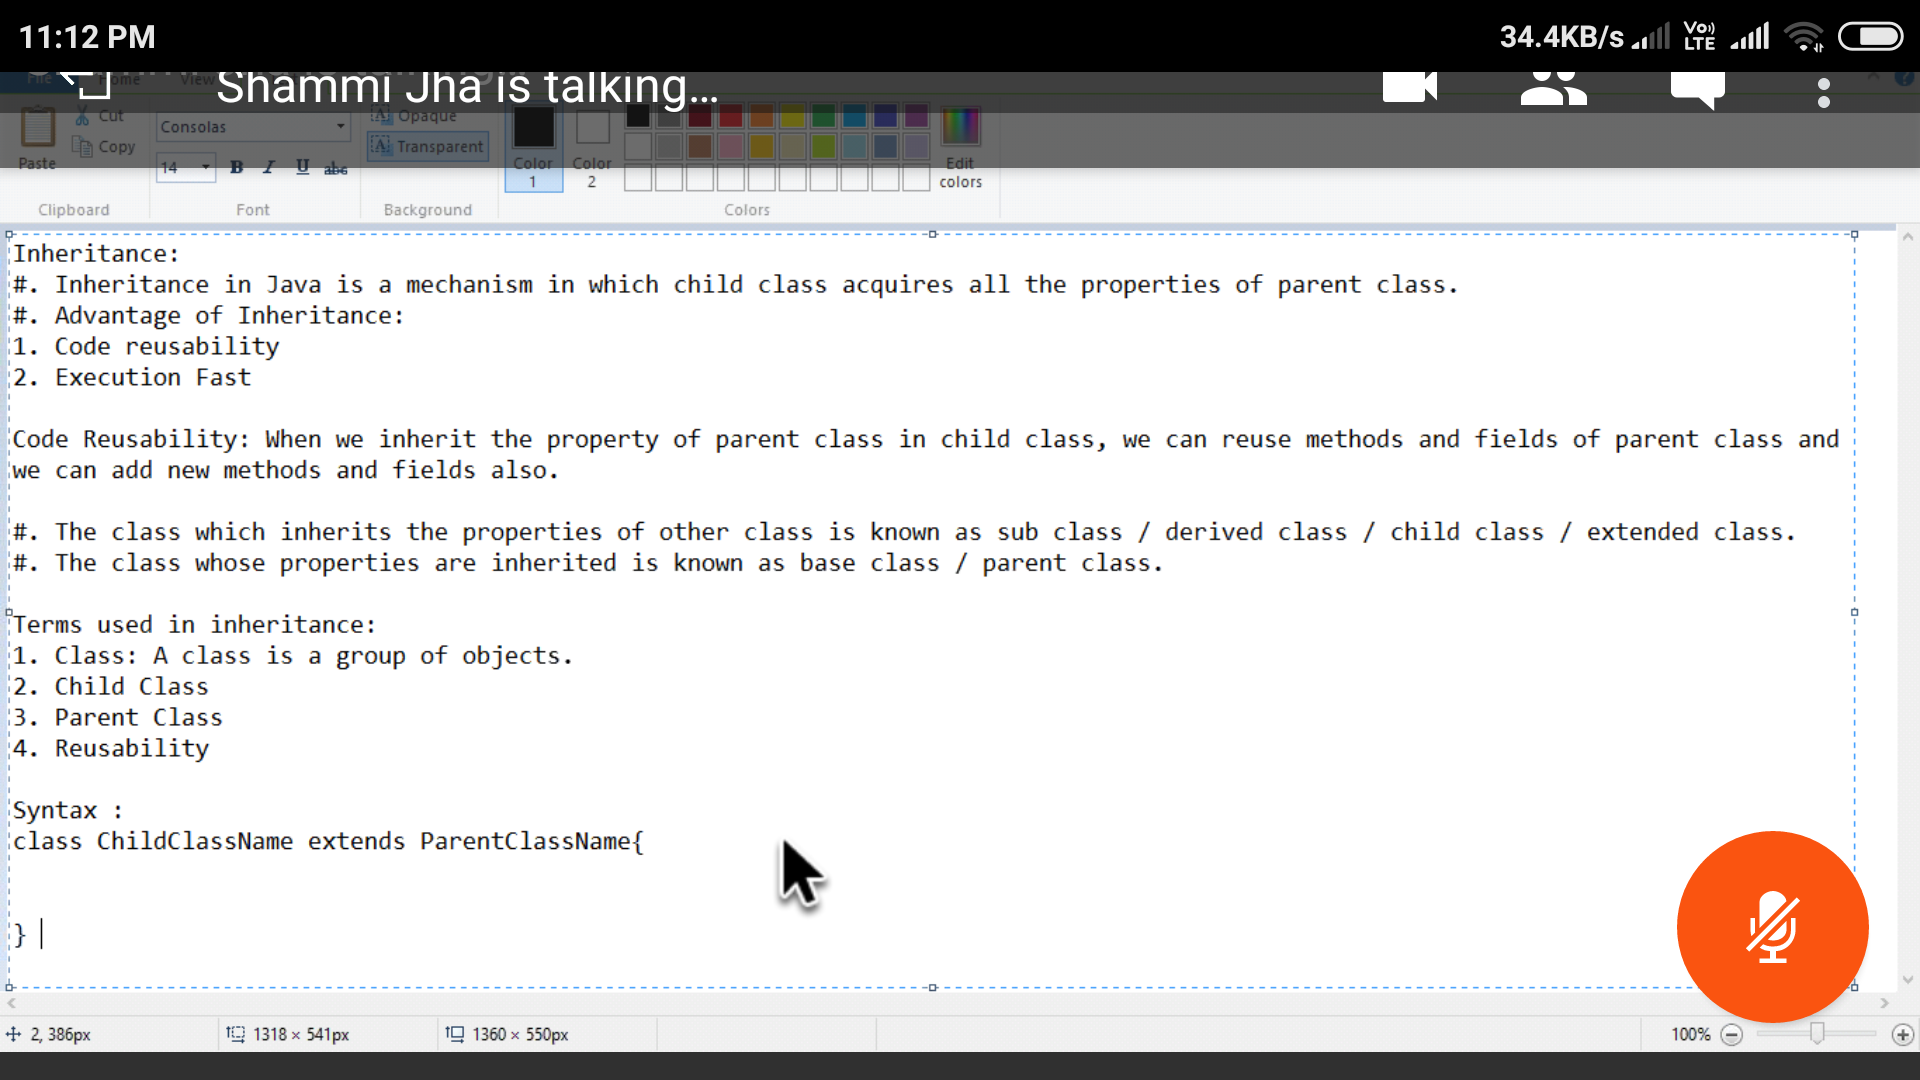 11:12 PM
34.4KB/s
Vo))
LTE
Shammi Jha is talking...
File
Home
View
Cut
Copy
Paste
Consolas
14
B I U abc
Opaque
Transparent
Color
1
Color
2
Edit
colors
Clipboard
Font
Background
Colors
Inheritance:
#. Inheritance in Java is a mechanism in which child class acquires all the properties of parent class.
#. Advantage of Inheritance:
1. Code reusability
2. Execution Fast
Code Reusability: When we inherit the property of parent class in child class, we can reuse methods and fields of parent class and
we can add new methods and fields also.
#. The class which inherits the properties of other class is known as sub class / derived class / child class / extended class.
#. The class whose properties are inherited is known as base class / parent class.
Terms used in inheritance:
1. Class: A class is a group of objects.
2. Child Class
3. Parent Class
4. Reusability
Syntax :
class ChildClassName extends ParentClassName{
}
2, 386px
1318 × 541px
1360 × 550px
100%